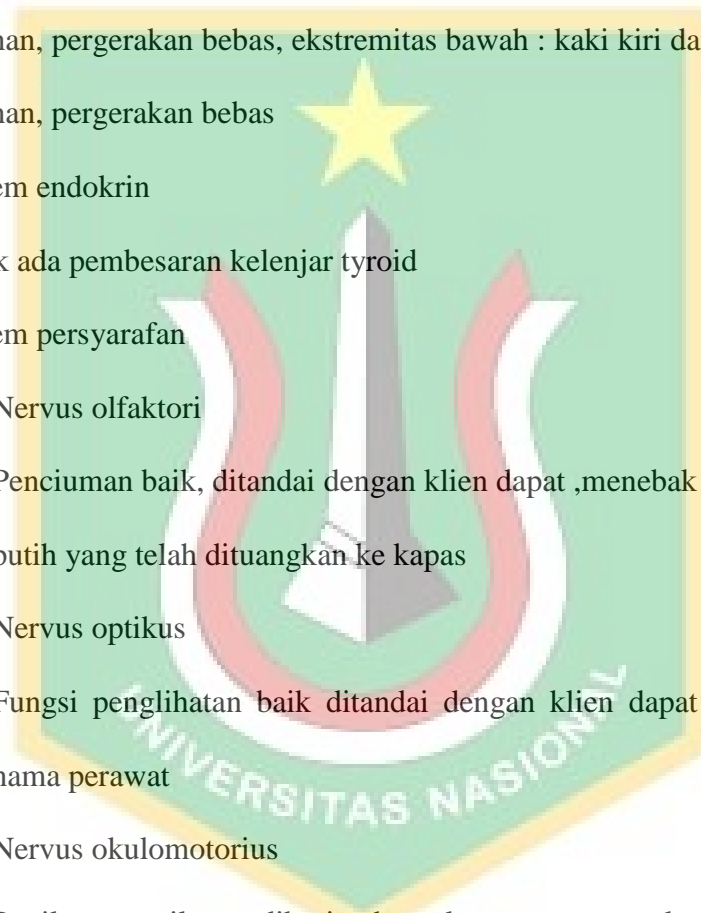 nan, pergerakan bebas, ekstremitas bawah : kaki kiri da
nan, pergerakan bebas
em endokrin
k ada pembesaran kelenjar tyroid
em persyarafan
Nervus olfaktori
Penciuman baik, ditandai dengan klien dapat ,menebak
putih yang telah dituangkan ke kapas
Nervus optikus
Fungsi penglihatan baik ditandai dengan klien dapat
nama perawat
Nervus okulomotorius
UNIVERSITAS NASIONAL